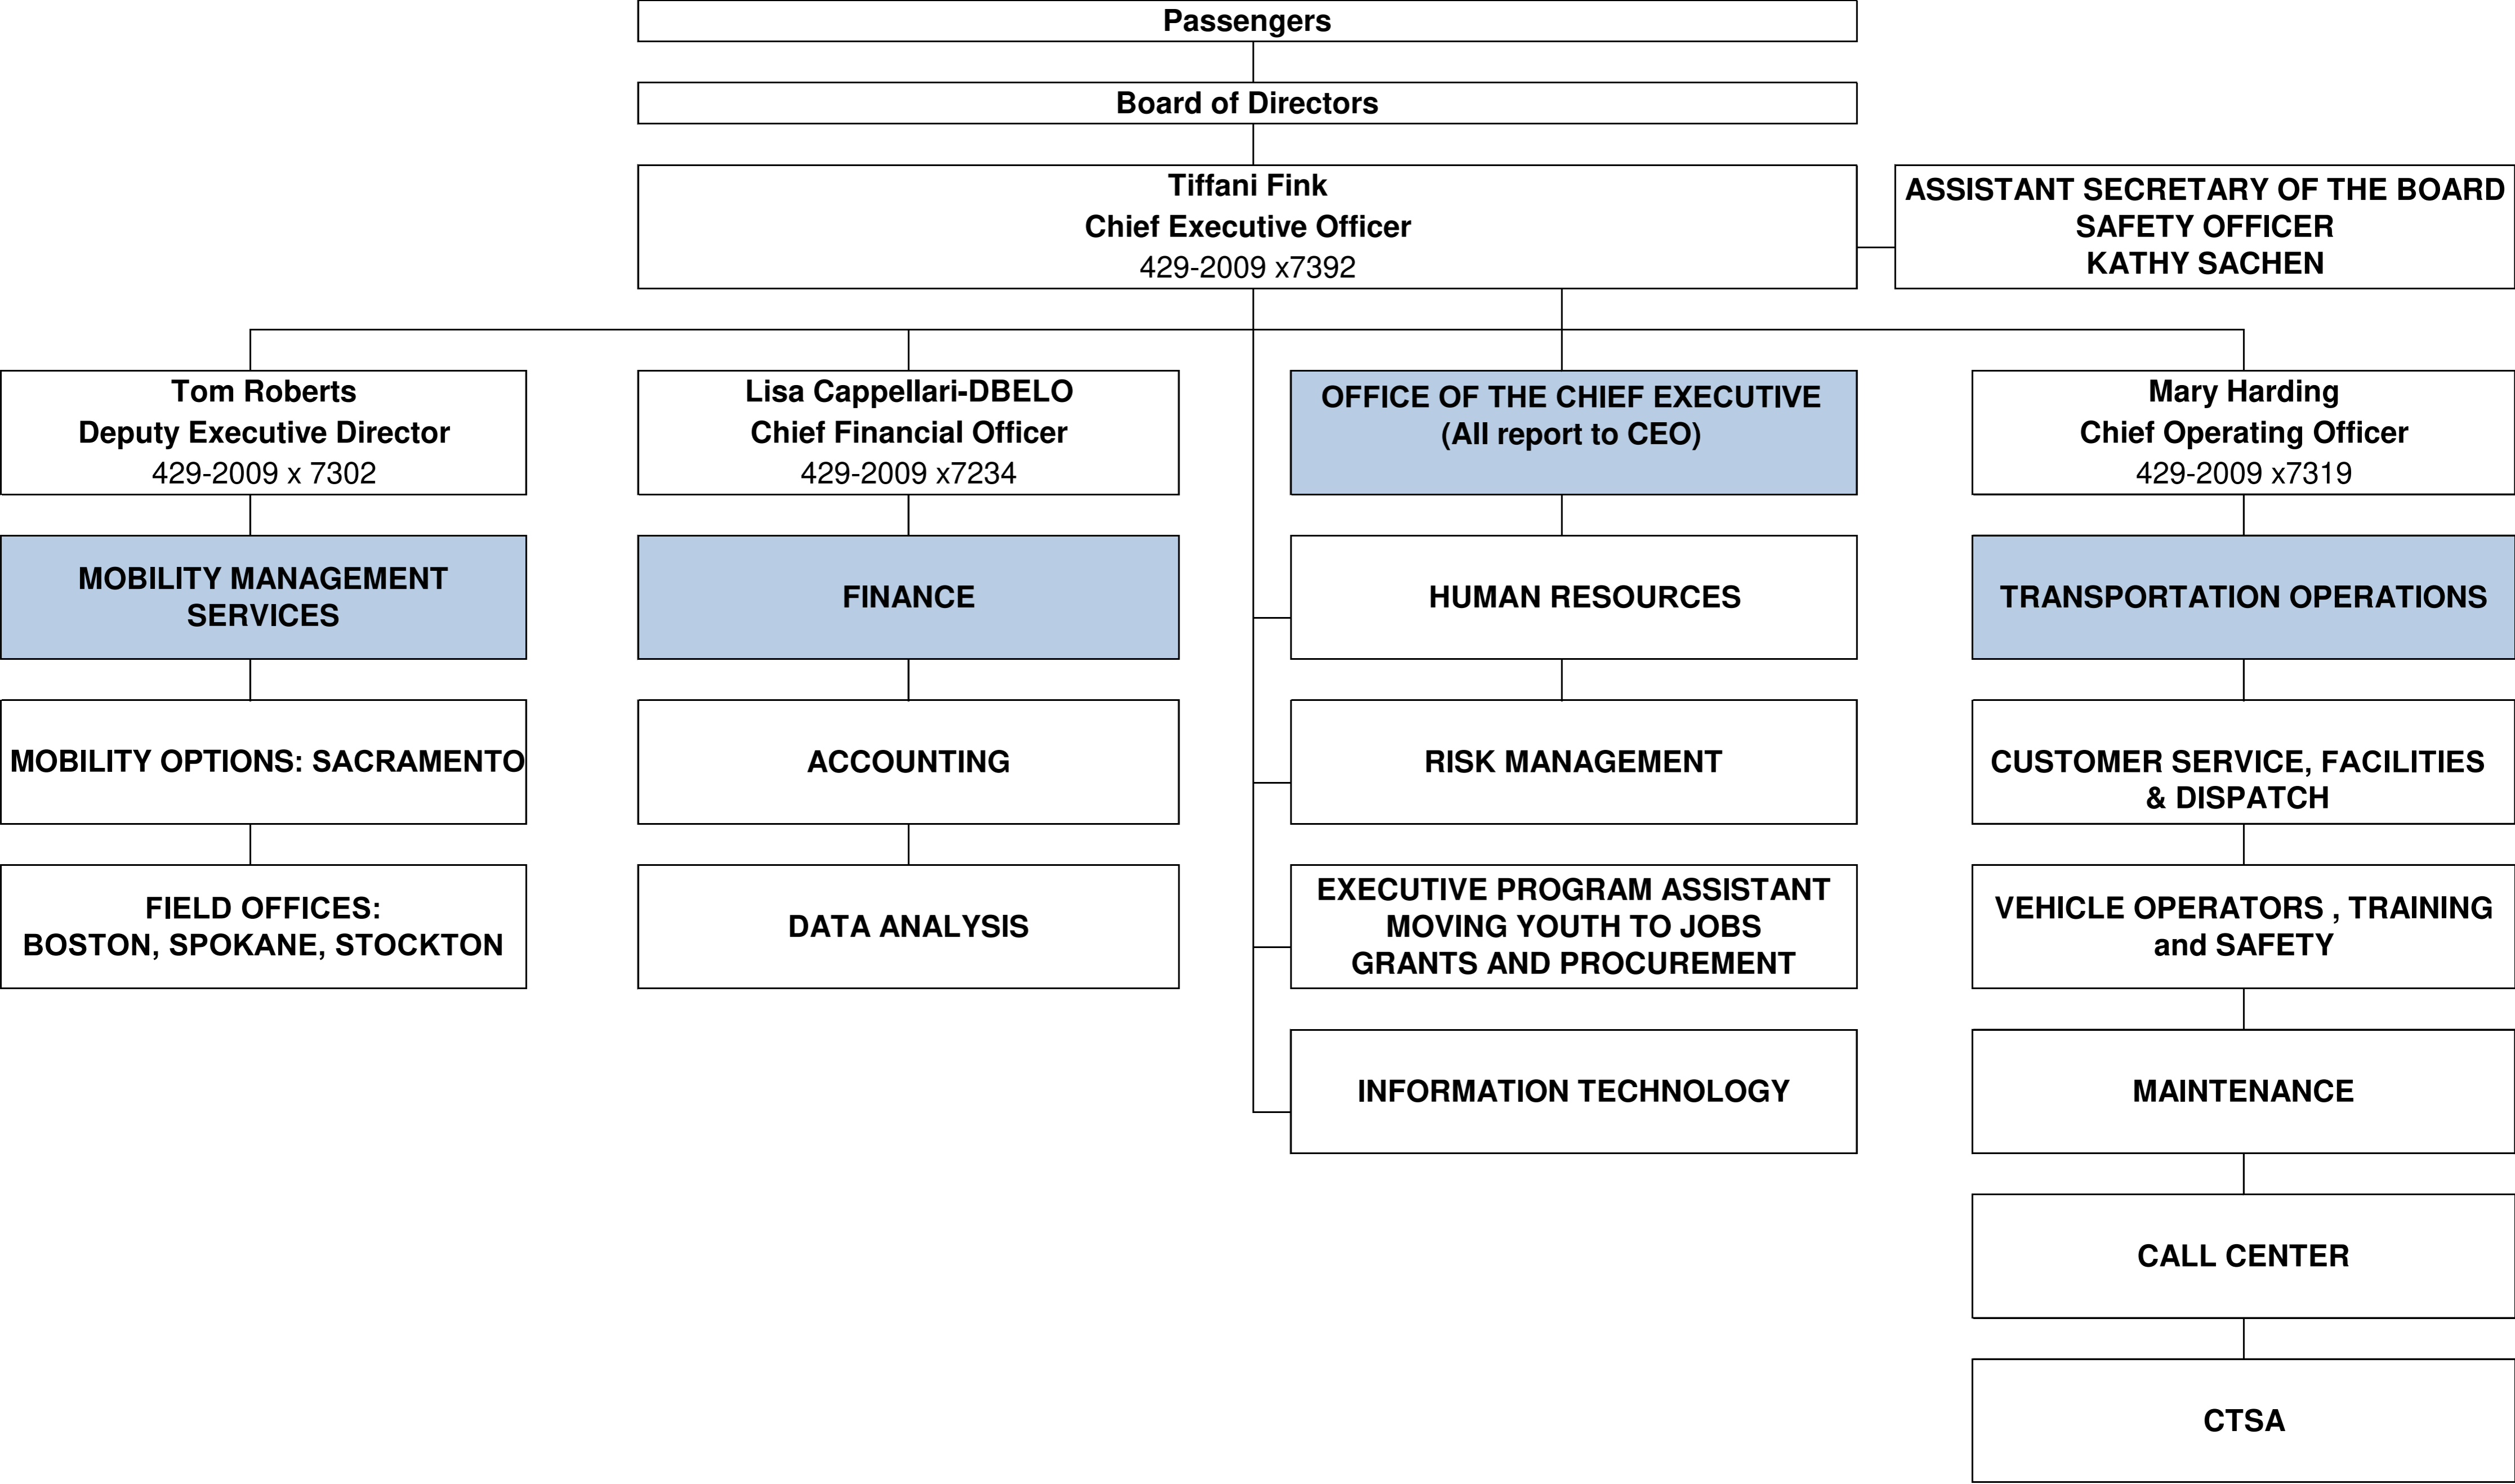 Passengers
Board of Directors
Tiffani Fink
Chief Executive Officer
429-2009 x7392
ASSISTANT SECRETARY OF THE BOARD
SAFETY OFFICER
KATHY SACHEN
Tom Roberts
Deputy Executive Director
429-2009 x 7302
Lisa Cappellari-DBELO
Chief Financial Officer
429-2009 x7234
OFFICE OF THE CHIEF EXECUTIVE
(All report to CEO)
Mary Harding
Chief Operating Officer
429-2009 x7319
MOBILITY MANAGEMENT
SERVICES
FINANCE
HUMAN RESOURCES
TRANSPORTATION OPERATIONS
MOBILITY OPTIONS: SACRAMENTO
ACCOUNTING
RISK MANAGEMENT
CUSTOMER SERVICE, FACILITIES
& DISPATCH
FIELD OFFICES:
BOSTON, SPOKANE, STOCKTON
DATA ANALYSIS
EXECUTIVE PROGRAM ASSISTANT
MOVING YOUTH TO JOBS
GRANTS AND PROCUREMENT
VEHICLE OPERATORS , TRAINING
and SAFETY
INFORMATION TECHNOLOGY
MAINTENANCE
CALL CENTER
CTSA